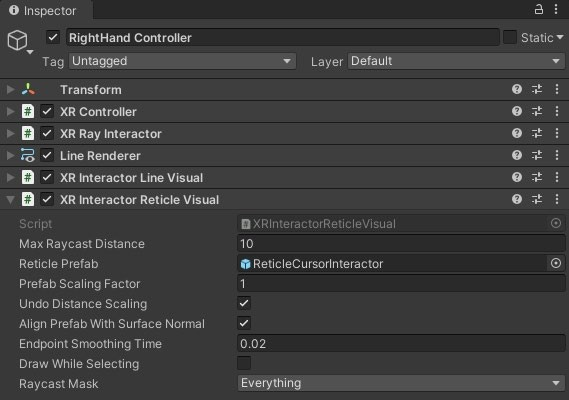 Inspector
RightHand Controller Static
Tag Untagged Layer Default
Transform
# XR Controller
# XR Ray Interactor
Line Renderer
# XR Interactor Line Visual
# XR Interactor Reticle Visual
Script # XRInteractorReticleVisual
Max Raycast Distance 10
Reticle Prefab ReticleCursorInteractor
Prefab Scaling Factor 1
Undo Distance Scaling
Align Prefab With Surface Normal
Endpoint Smoothing Time 0.02
Draw While Selecting
Raycast Mask Everything